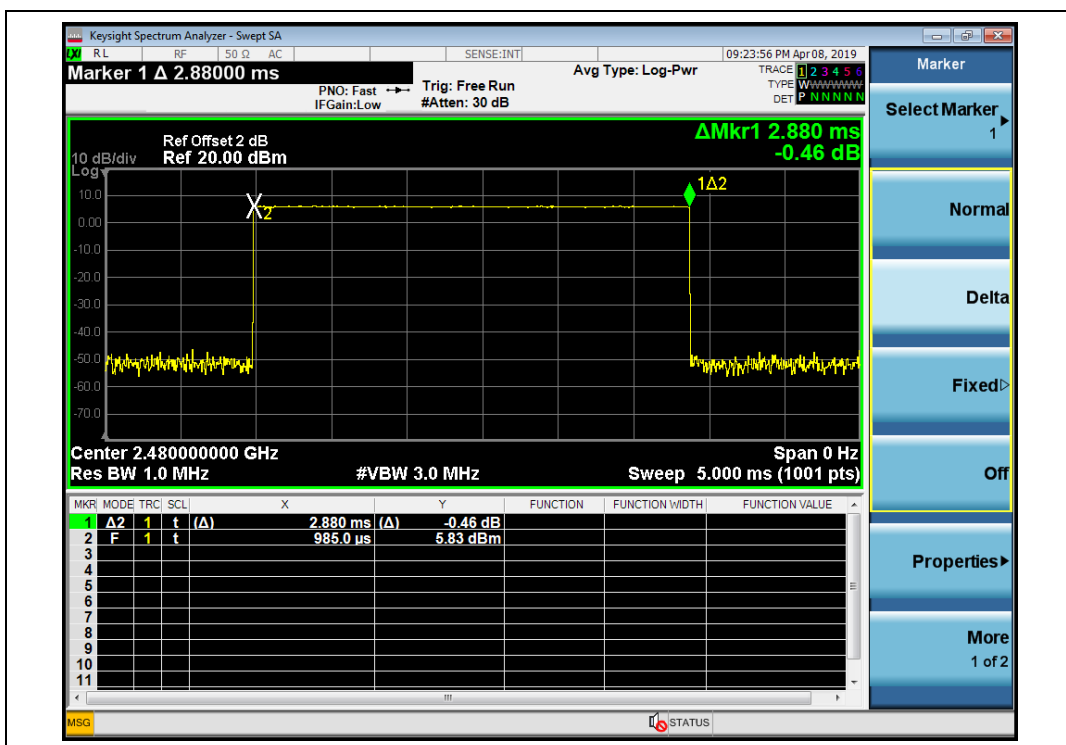 Keysight Spectrum Analyzer - Swept SA
LXI RL RF 50 Ω AC SENSE:INT 09:23:56 PM Apr 08, 2019
Marker 1 Δ 2.88000 ms
PNO: Fast
IFGain:Low
Trig: Free Run
#Atten: 30 dB
Avg Type: Log-Pwr
TRACE 1 2 3 4 5 6
TYPE WWWWWW
DET P N N N N N
10 dB/div
Log
Ref Offset 2 dB
Ref 20.00 dBm
ΔMkr1 2.880 ms
-0.46 dB
10.0
0.00
-10.0
-20.0
-30.0
-40.0
-50.0
-60.0
-70.0
2
1Δ2
Center 2.480000000 GHz
Span 0 Hz
Res BW 1.0 MHz
#VBW 3.0 MHz
Sweep 5.000 ms (1001 pts)
MKR MODE TRC SCL X Y FUNCTION FUNCTION WIDTH FUNCTION VALUE
1 Δ2 1 t (Δ) 2.880 ms (Δ) -0.46 dB
2 F 1 t 985.0 µs 5.83 dBm
3
4
5
6
7
8
9
10
11
MSG
STATUS
Marker
Select Marker
1
Normal
Delta
Fixed
Off
Properties
More
1 of 2